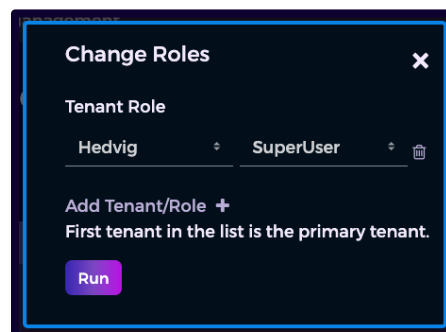 Change Roles
Tenant Role
Hedvig SuperUser
Add Tenant/Role +
First tenant in the list is the primary tenant.
Run